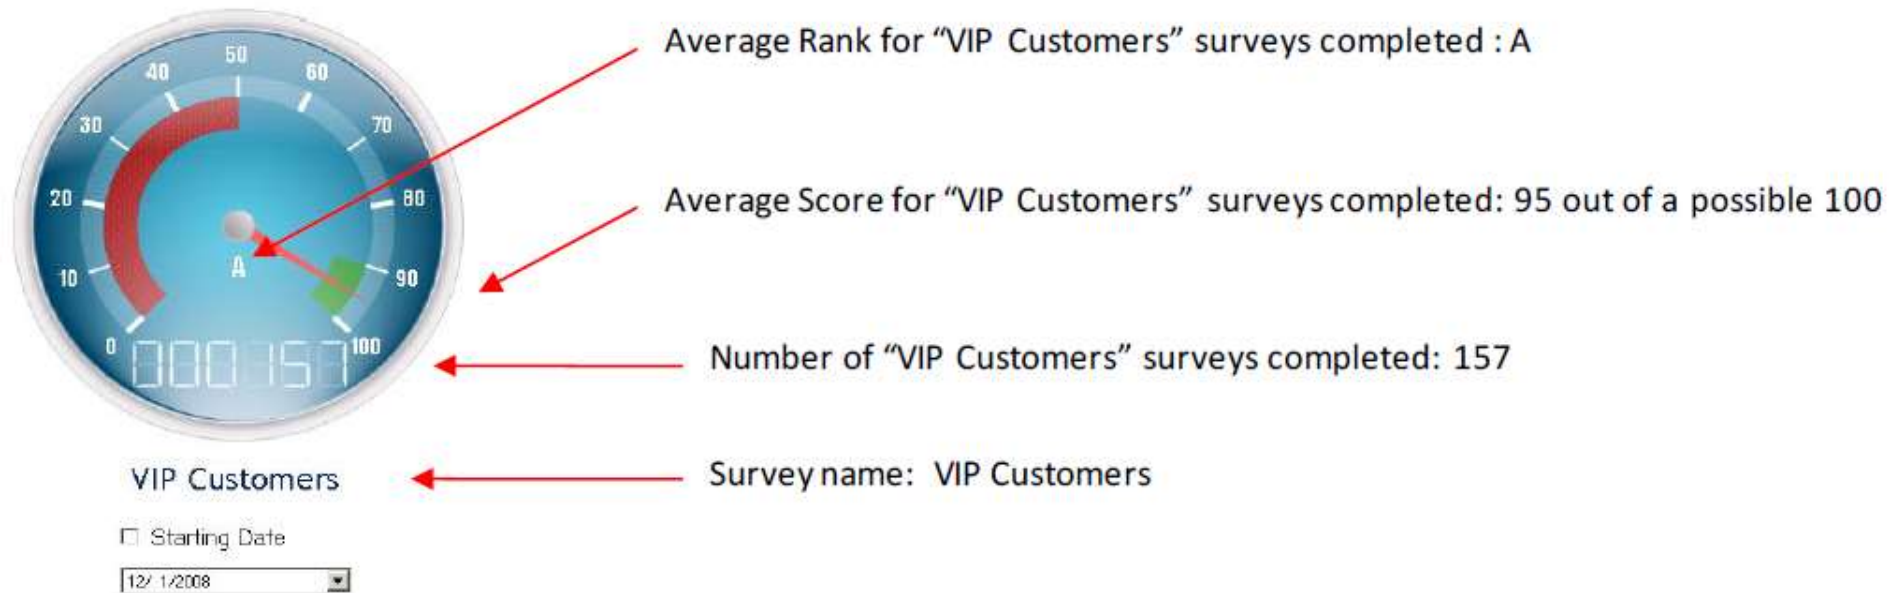 Average Rank for “VIP Customers” surveys completed : A
50
40
60
30
70
20
80
Average Score for “VIP Customers” surveys completed: 95 out of a possible 100
A
10
90
0
100
000157
Number of “VIP Customers” surveys completed: 157
VIP Customers
Survey name: VIP Customers
Starting Date
12/ 1/2008